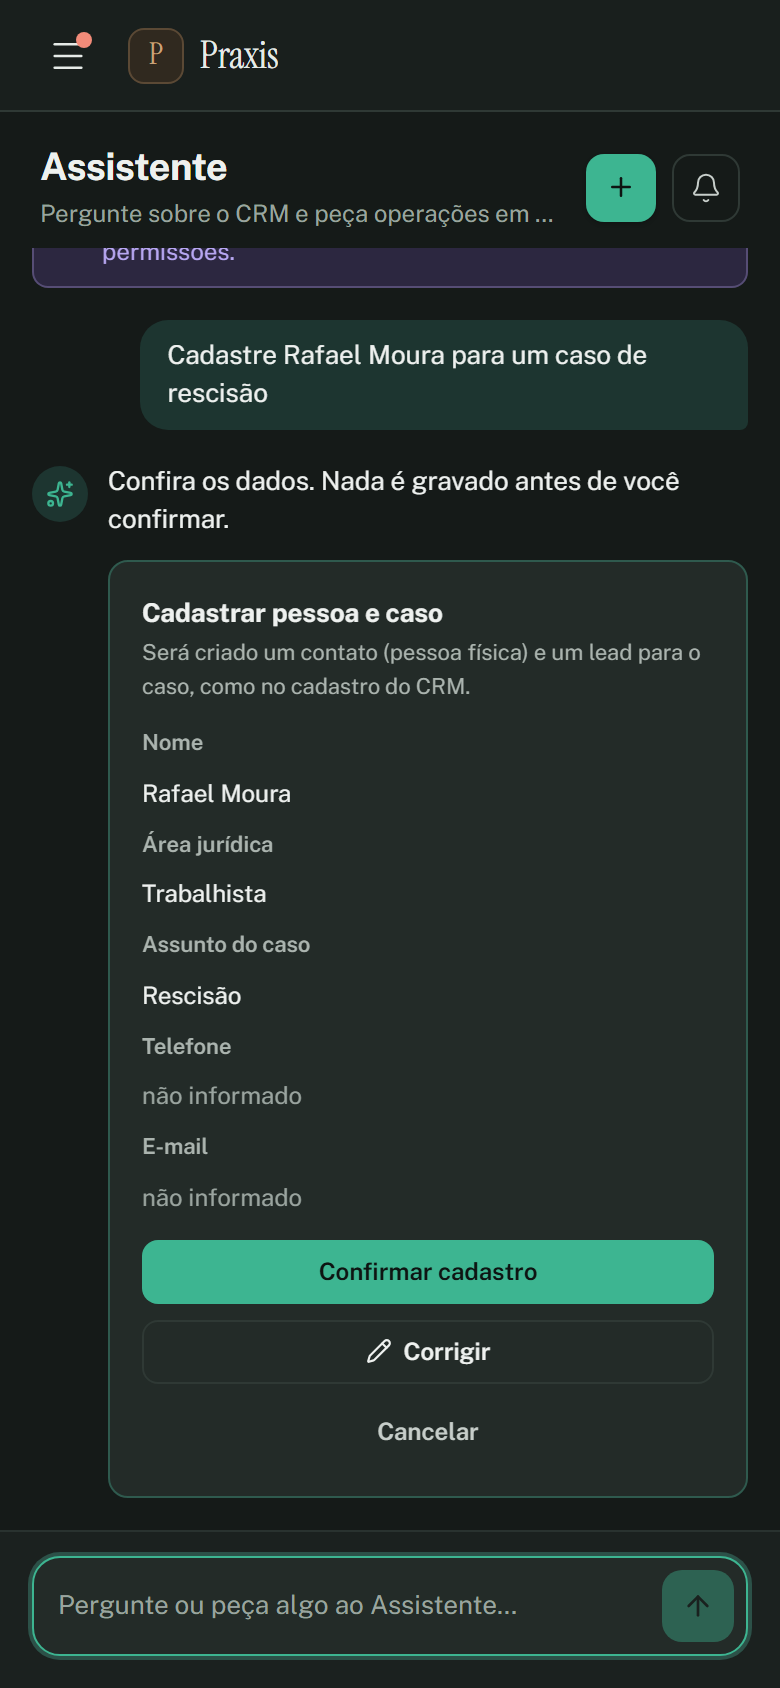 P
Praxis
Assistente
Pergunte sobre o CRM e peça operações em ...
permissões.
Cadastre Rafael Moura para um caso de
rescisão
Confira os dados. Nada é gravado antes de você
confirmar.
Cadastrar pessoa e caso
Será criado um contato (pessoa física) e um lead para o
caso, como no cadastro do CRM.
Nome
Rafael Moura
Área jurídica
Trabalhista
Assunto do caso
Rescisão
Telefone
não informado
E-mail
não informado
Confirmar cadastro
Corrigir
Cancelar
Pergunte ou peça algo ao Assistente...